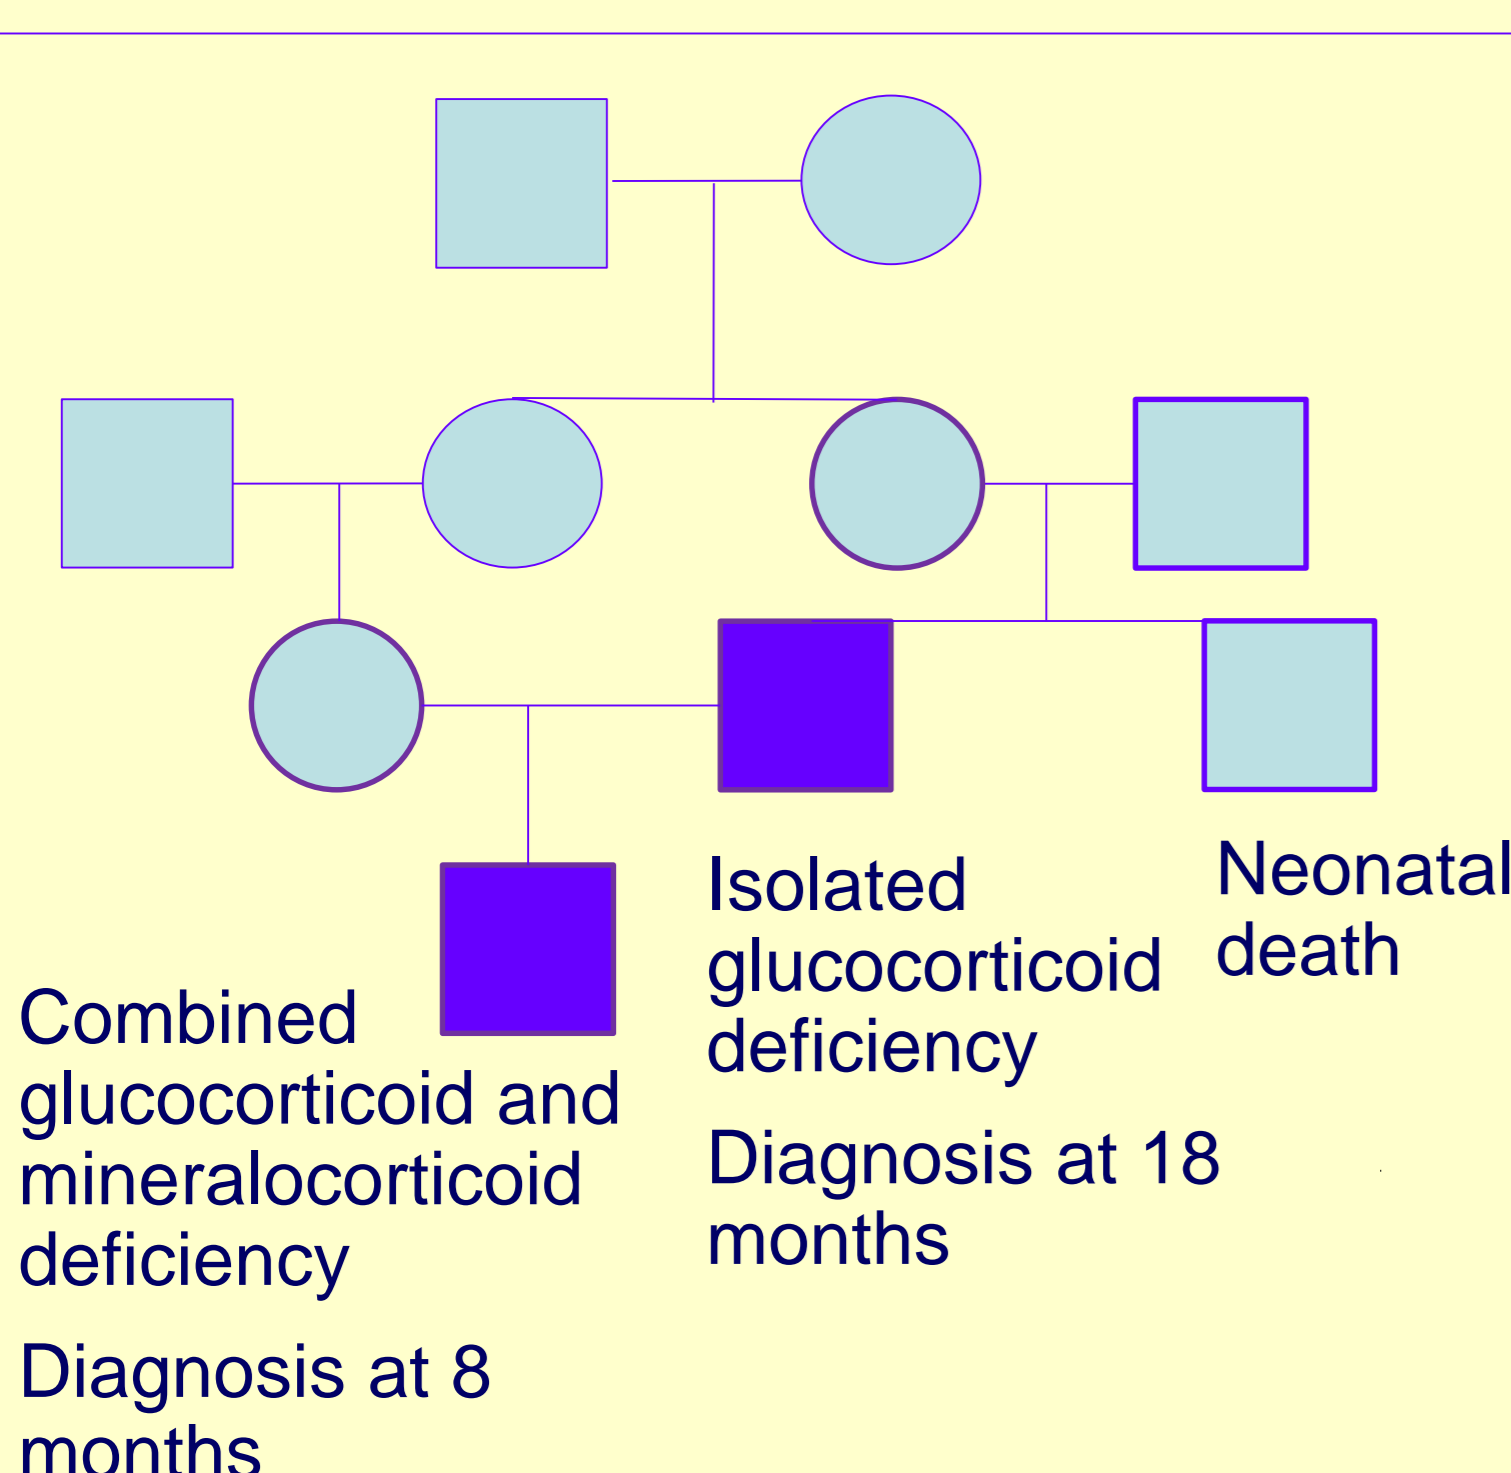 Isolated
glucocorticoid
deficiency
Diagnosis at 18
months
Neonatal
death
Combined
glucocorticoid and
mineralocorticoid
deficiency
Diagnosis at 8
months